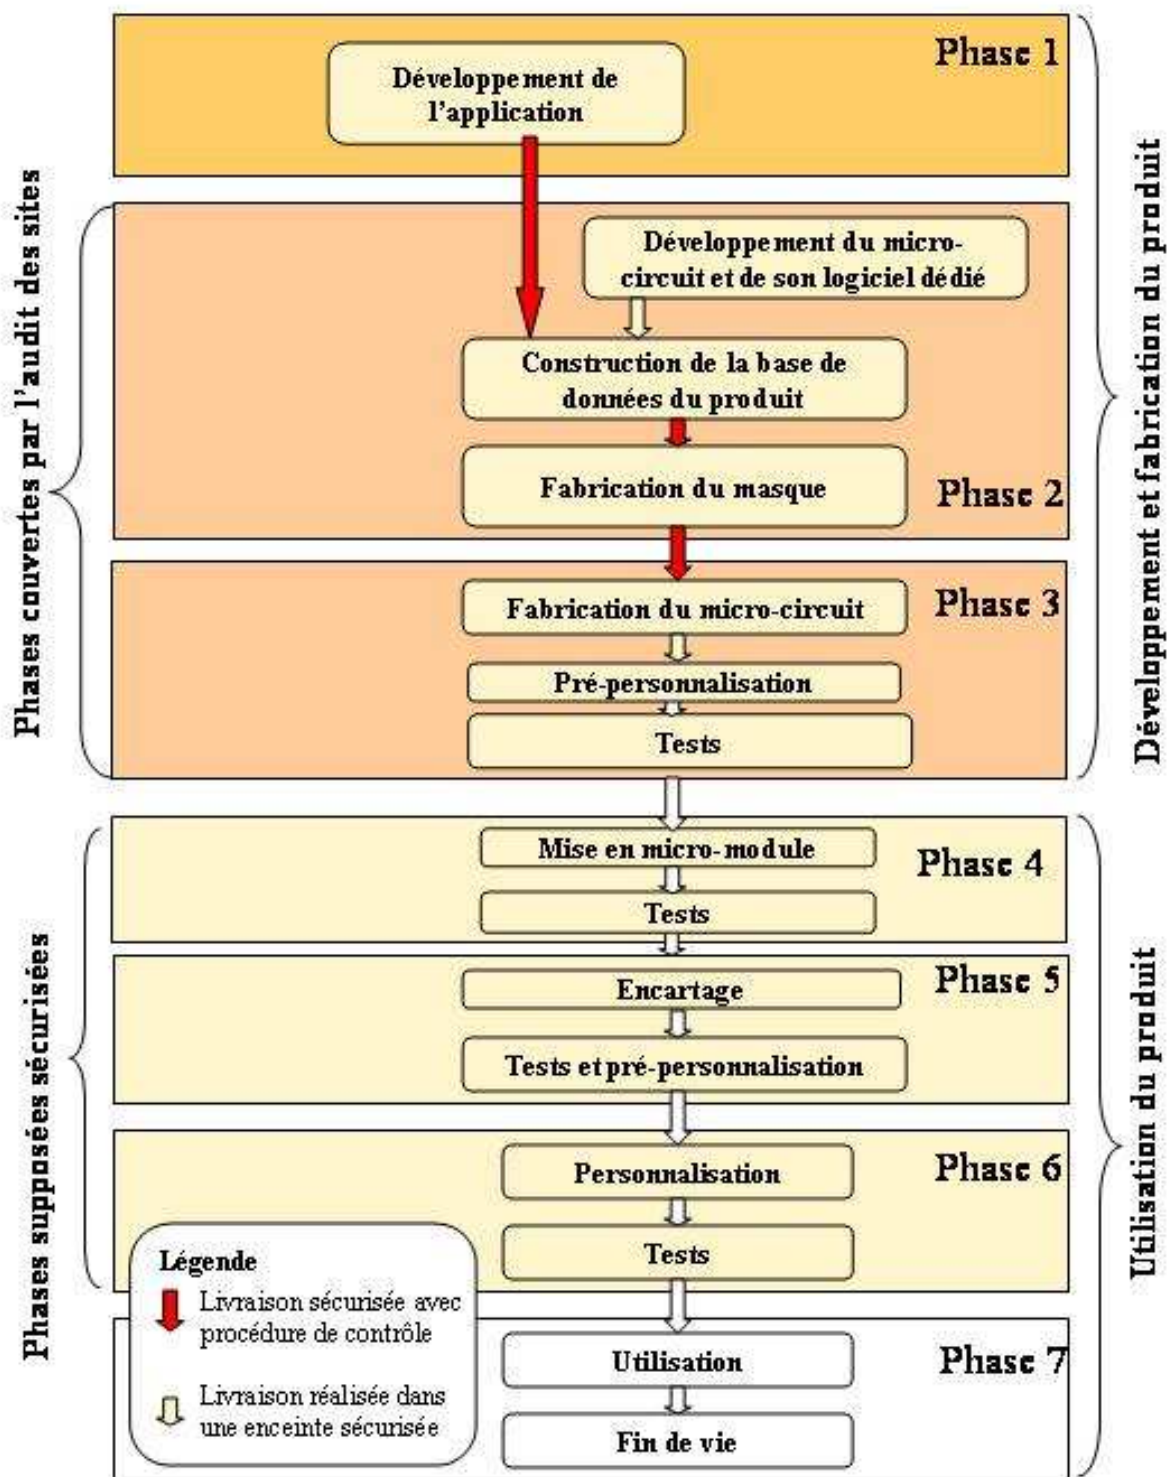 Phase 1
Développement de
l'application
Phases couvertes par l'audit des sites
Développement et fabrication du produit
Développement du micro-
circuit et de son logiciel dédié
Construction de la base de
données du produit
Fabrication du masque
Phase 2
Fabrication du micro-circuit
Phase 3
Pré-personnalisation
Tests
Phases supposées sécurisées
Utilisation du produit
Mise en micro-module
Phase 4
Tests
Encartage
Phase 5
Tests et pré-personnalisation
Personnalisation
Phase 6
Tests
Légende
Livraison sécurisée avec
procédure de contrôle
Livraison réalisée dans
une enceinte sécurisée
Utilisation
Phase 7
Fin de vie